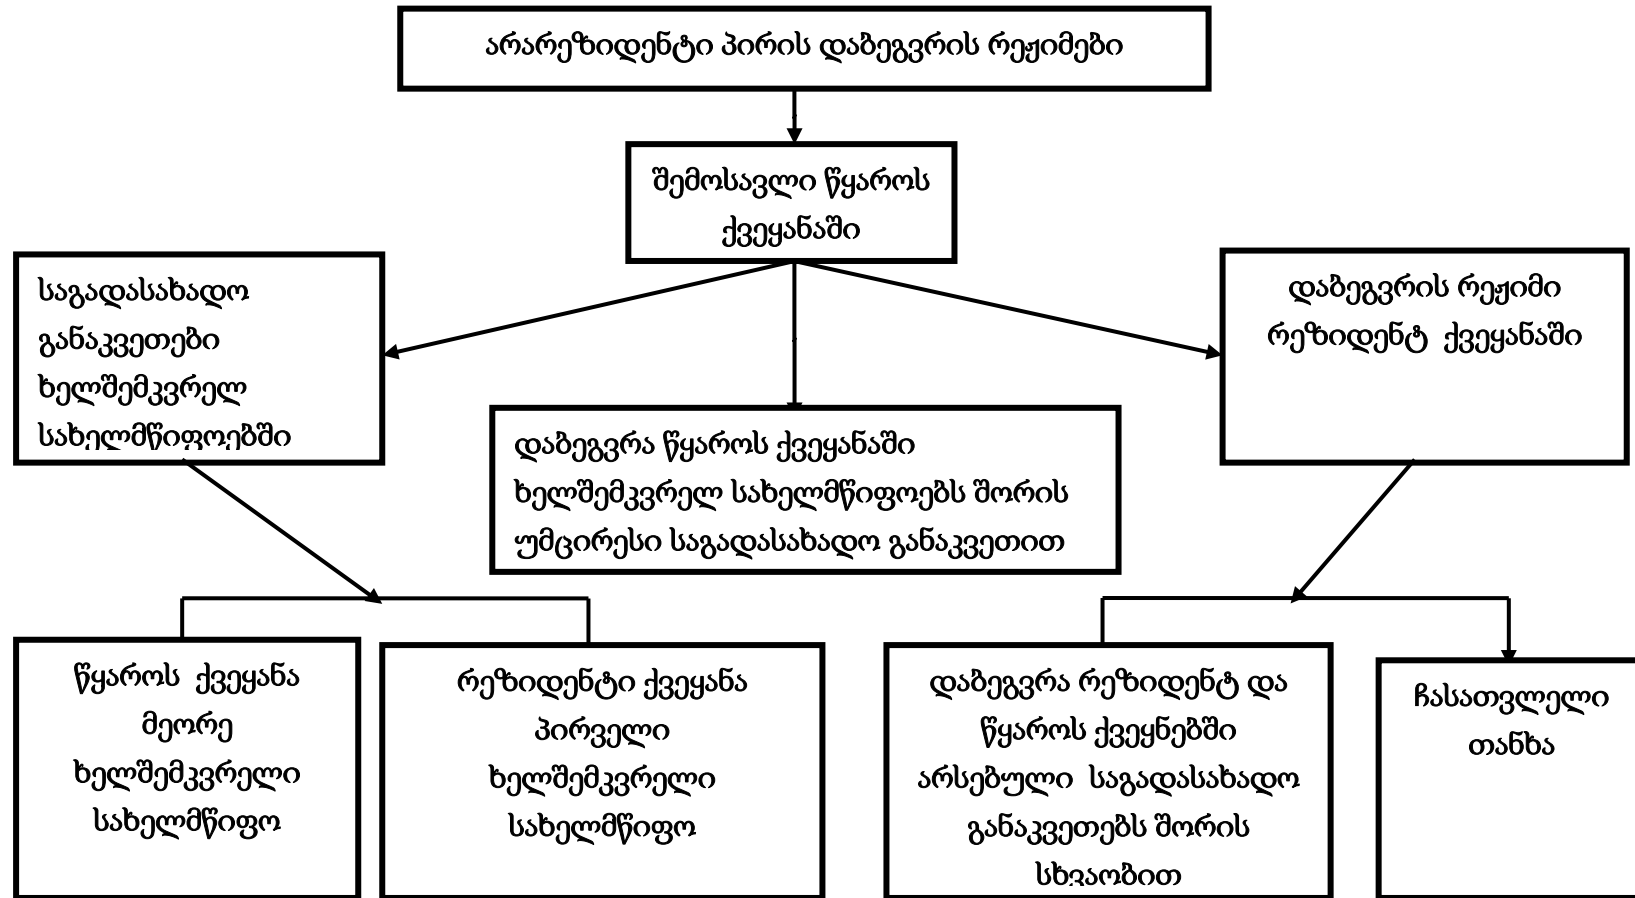 არარეზიდენტი პირის დაბეგვრის რეჟიმები
შემოსავლი წყაროს
ქვეყანაში
საგადასახადო
განაკვეთები
ხელშემკვრელ
სახელმწიფოებში
დაბეგვრა წყაროს ქვეყანაში
ხელშემკვრელ სახელმწიფოებს შორის
უმცირესი საგადასახადო განაკვეთით
დაბეგვრის რეჟიმი
რეზიდენტ ქვეყანაში
წყაროს ქვეყანა
მეორე
ხელშემკვრელი
სახელმწიფო
რეზიდენტი ქვეყანა
პირველი
ხელშემკვრელი
სახელმწიფო
დაბეგვრა რეზიდენტ და
წყაროს ქვეყნებში
არსებული საგადასახადო
განაკვეთებს შორის
სხვაობით
ჩასათვლელი
თანხა